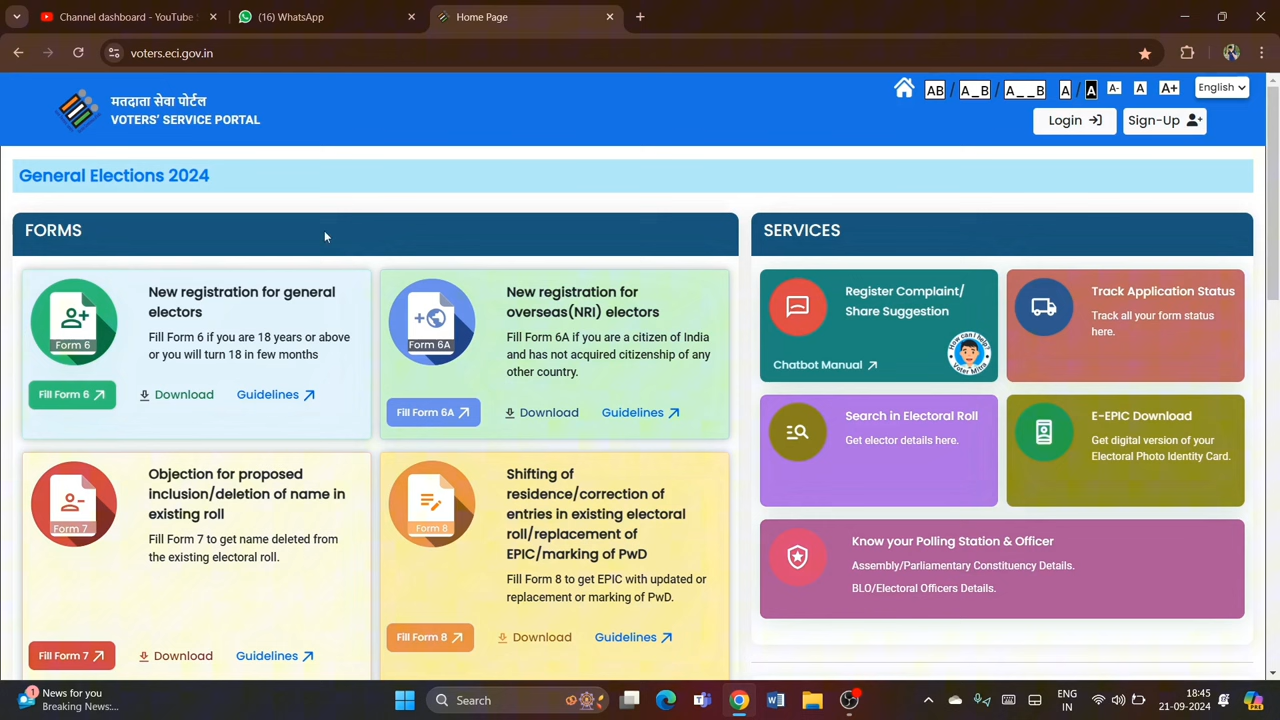 Channel dashboard - YouTube
(16) WhatsApp
Home Page
voters.eci.gov.in
मतदाता सेवा पोर्टल
VOTERS' SERVICE PORTAL
AB / A_B / A__B A / A A- A A+ English
Login
Sign-Up
General Elections 2024
FORMS
New registration for general
electors
Fill Form 6 if you are 18 years or above
or you will turn 18 in few months
Form 6
Fill Form 6
Download
Guidelines
New registration for
overseas(NRI) electors
Fill Form 6A if you are a citizen of India
and has not acquired citizenship of any
other country.
Form 6A
Fill Form 6A
Download
Guidelines
Objection for proposed
inclusion/deletion of name in
existing roll
Fill Form 7 to get name deleted from
the existing electoral roll.
Form 7
Fill Form 7
Download
Guidelines
Shifting of
residence/correction of
entries in existing electoral
roll/replacement of
EPIC/marking of PwD
Fill Form 8 to get EPIC with updated or
replacement or marking of PwD.
Form 8
Fill Form 8
Download
Guidelines
SERVICES
Register Complaint/
Share Suggestion
Chatbot Manual
How can I help?
Voter Mitra
Track Application Status
Track all your form status
here.
Search in Electoral Roll
Get elector details here.
E-EPIC Download
Get digital version of your
Electoral Photo Identity Card.
Know your Polling Station & Officer
Assembly/Parliamentary Constituency Details.
BLO/Electoral Officers Details.
1
News for you
Breaking News:...
Search
ENG
IN
18:45
21-09-2024